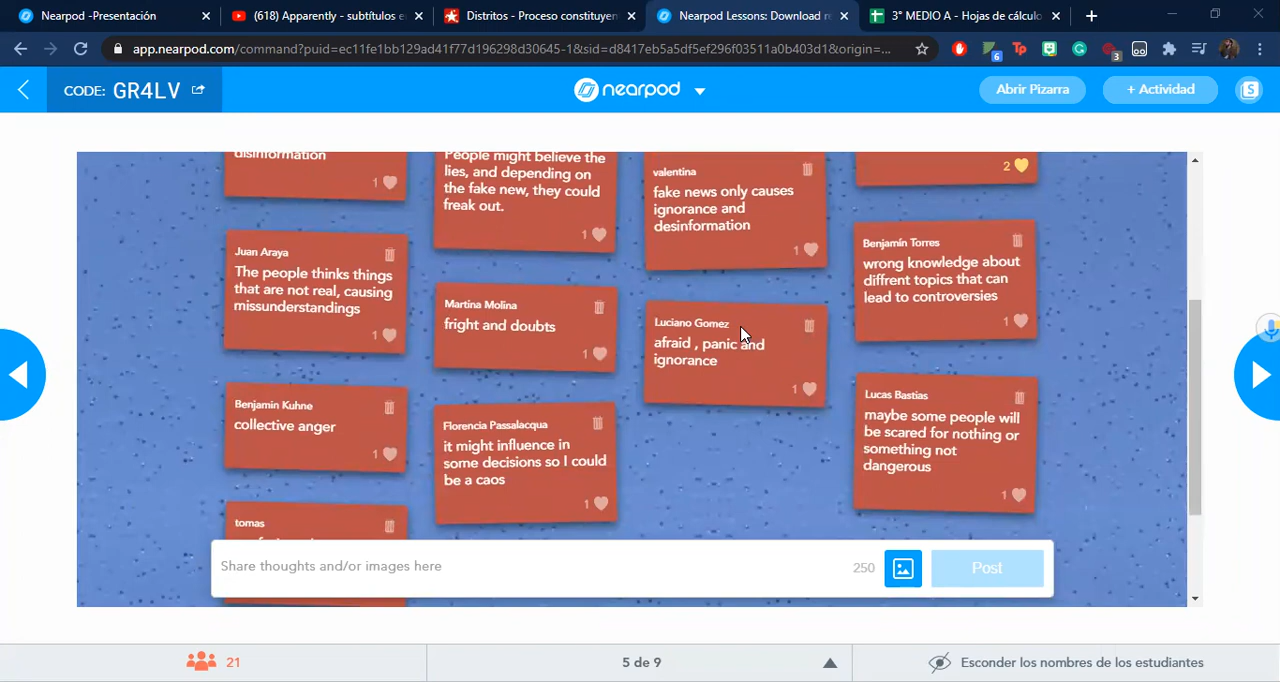 Nearpod -Presentación
(618) Apparently - subtítulos e
Distritos - Proceso constituyen
Nearpod Lessons: Download r
3° MEDIO A - Hojas de cálculo
app.nearpod.com/command?puid=ec11fe1bb129ad41f77d196298d30645-1&sid=d8417eb5a5df5ef296f03511a0b403d1&origin=...
6
Tp
3
CODE: GR4LV
nearpod
Abrir Pizarra
+ Actividad
S
disinformation
1
Juan Araya
The people thinks things
that are not real, causing
missunderstandings
1
Benjamin Kuhne
collective anger
1
tomas
People might believe the
lies, and depending on
the fake new, they could
freak out.
1
Martina Molina
fright and doubts
1
Florencia Passalacqua
it might influence in
some decisions so I could
be a caos
1
valentina
fake news only causes
ignorance and
desinformation
1
Luciano Gomez
afraid , panic and
ignorance
1
2
Benjamín Torres
wrong knowledge about
diffrent topics that can
lead to controversies
1
Lucas Bastias
maybe some people will
be scared for nothing or
something not
dangerous
1
Share thoughts and/or images here
250
Post
21
5 de 9
Esconder los nombres de los estudiantes